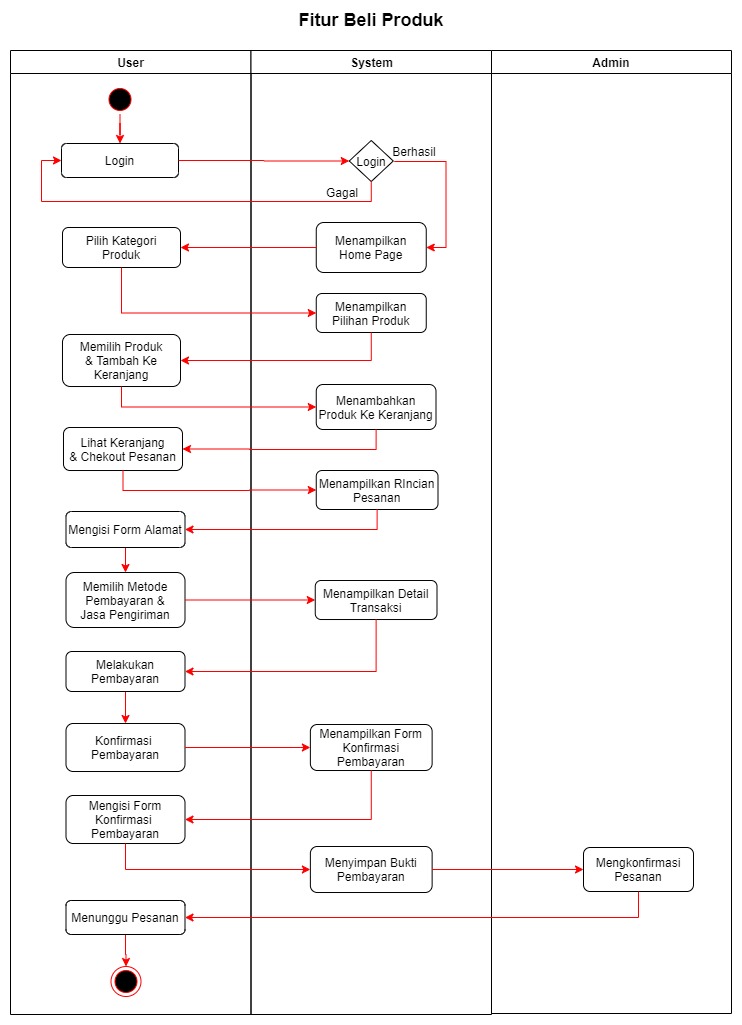 Fitur Beli Produk
User
System
Admin
Login
Login
Berhasil
Gagal
Menampilkan
Home Page
Pilih Kategori
Produk
Menampilkan
Pilihan Produk
Memilih Produk
& Tambah Ke
Keranjang
Menambahkan
Produk Ke Keranjang
Lihat Keranjang
& Chekout Pesanan
Menampilkan RIncian
Pesanan
Mengisi Form Alamat
Memilih Metode
Pembayaran &
Jasa Pengiriman
Menampilkan Detail
Transaksi
Melakukan
Pembayaran
Konfirmasi
Pembayaran
Menampilkan Form
Konfirmasi
Pembayaran
Mengisi Form
Konfirmasi
Pembayaran
Menyimpan Bukti
Pembayaran
Mengkonfirmasi
Pesanan
Menunggu Pesanan